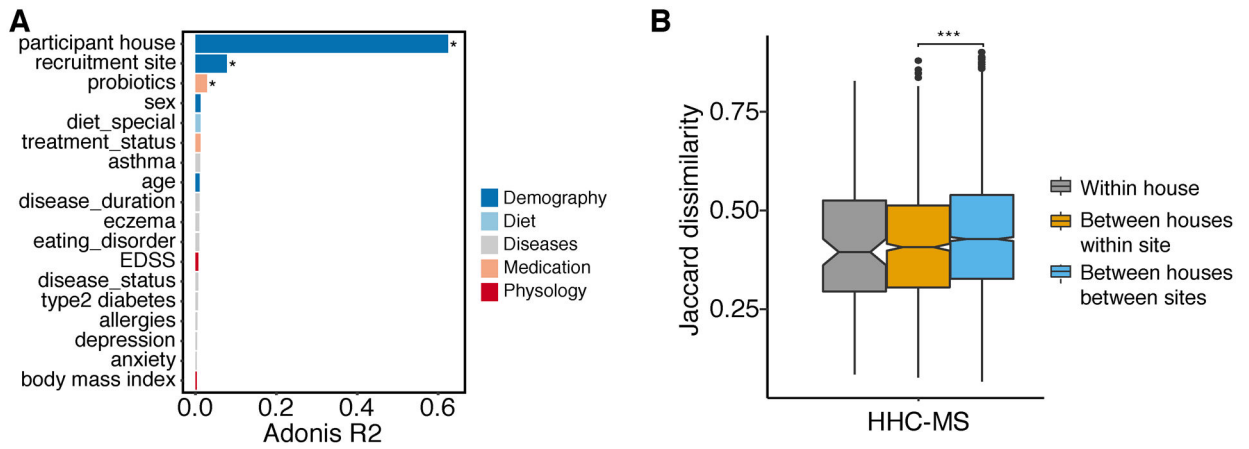 A
participant house
*
recruitment site
*
probiotics
*
sex
diet_special
treatment_status
asthma
age
disease_duration
eczema
eating_disorder
EDSS
disease_status
type2 diabetes
allergies
depression
anxiety
body mass index
0.0
0.2
0.4
0.6
Adonis R2
Demography
Diet
Diseases
Medication
Physology
B
***
Jaccard dissimilarity
0.75
0.50
0.25
HHC-MS
Within house
Between houses
within site
Between houses
between sites